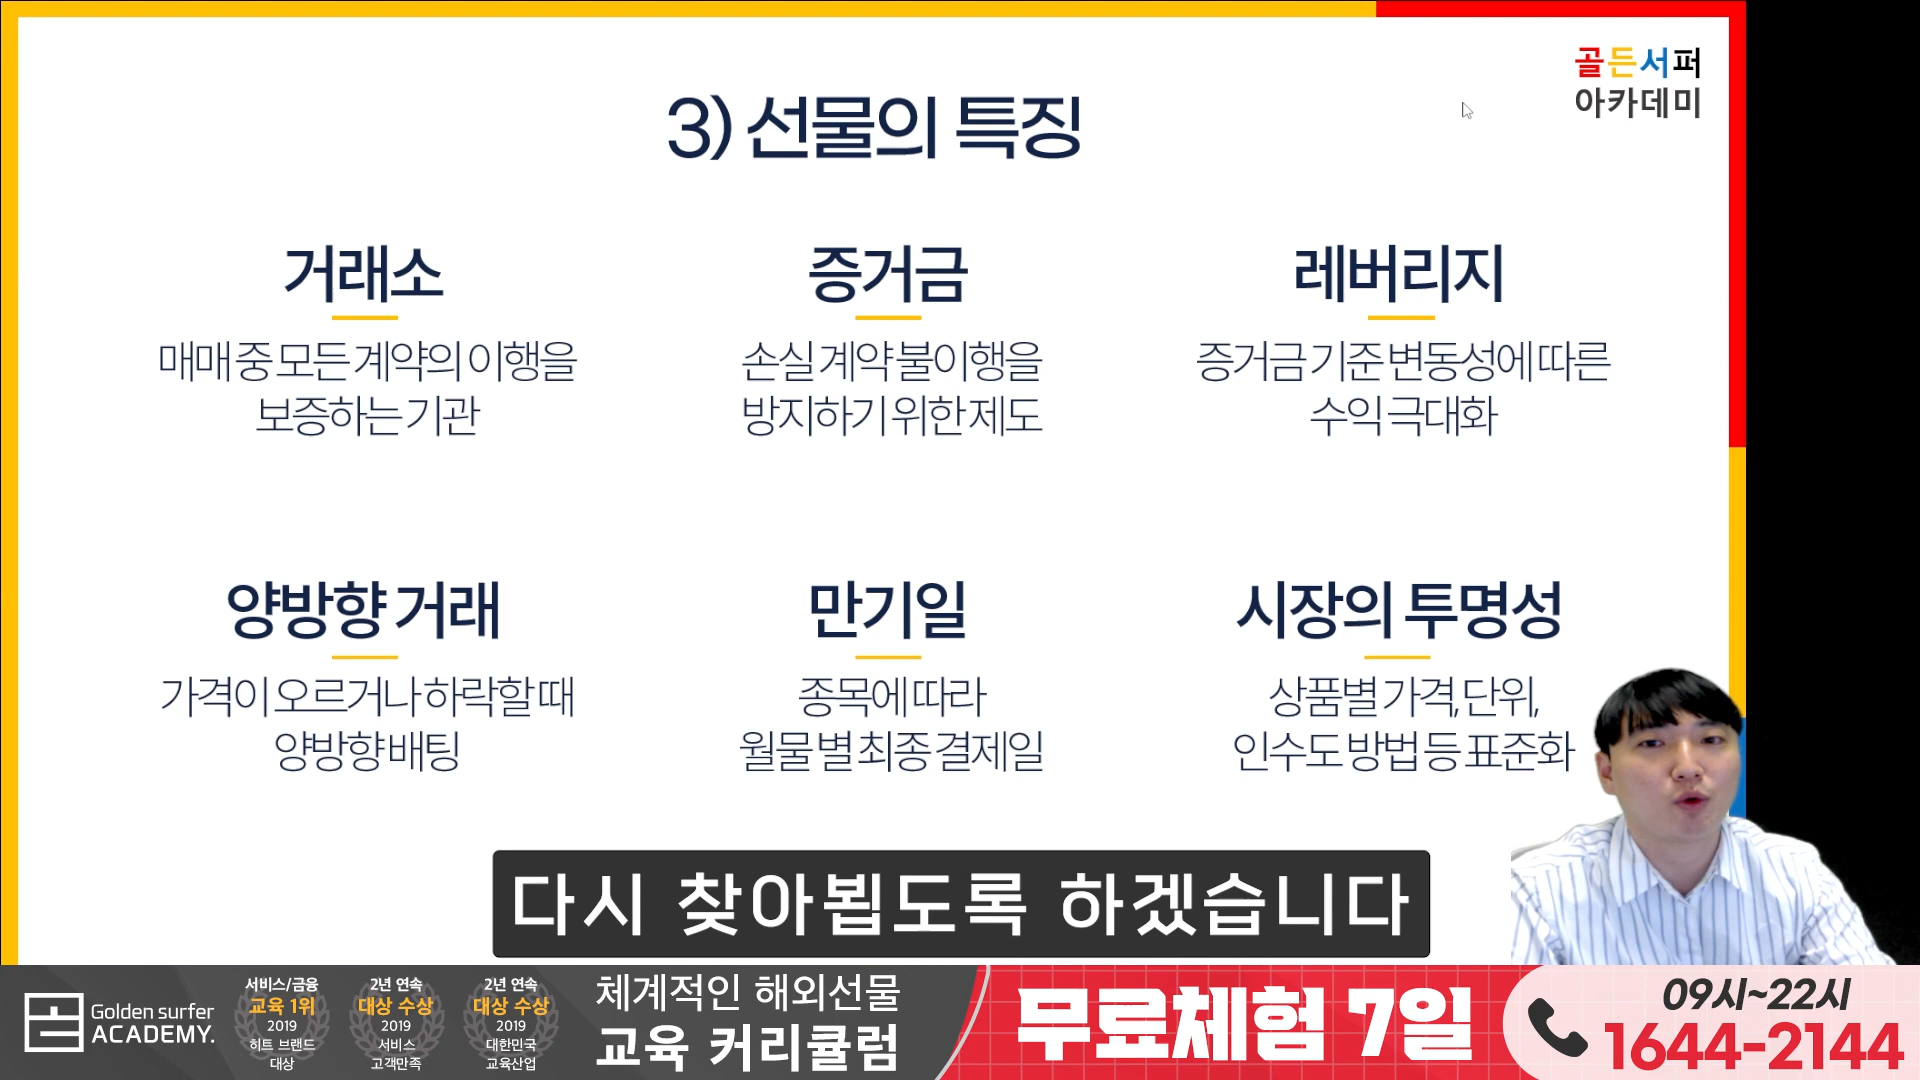 골든서퍼
아카데미
3) 선물의 특징
거래소
매매 중 모든 계약의 이행을
보증하는 기관
증거금
손실 계약 불이행을
방지하기 위한 제도
레버리지
증거금 기준 변동성에 따른
수익 극대화
양방향 거래
가격이 오르거나 하락할 때
양방향 배팅
만기일
종목에 따라
월물 별 최종 결제일
시장의 투명성
상품별 가격, 단위,
인수도 방법 등 표준화
다시 찾아뵙도록 하겠습니다
Golden surfer
ACADEMY.
서비스/금융
교육 1위
2019
히트 브랜드
대상
2년 연속
대상 수상
2019
서비스
고객만족
2년 연속
대상 수상
2019
대한민국
교육산업
체계적인 해외선물
교육 커리큘럼
무료체험 7일
09시~22시
1644-2144